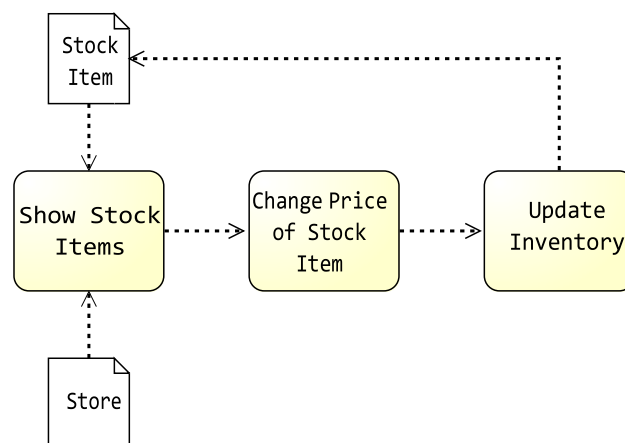 Stock
Item
Show Stock
Items
Change Price
of Stock
Item
Update
Inventory
Store